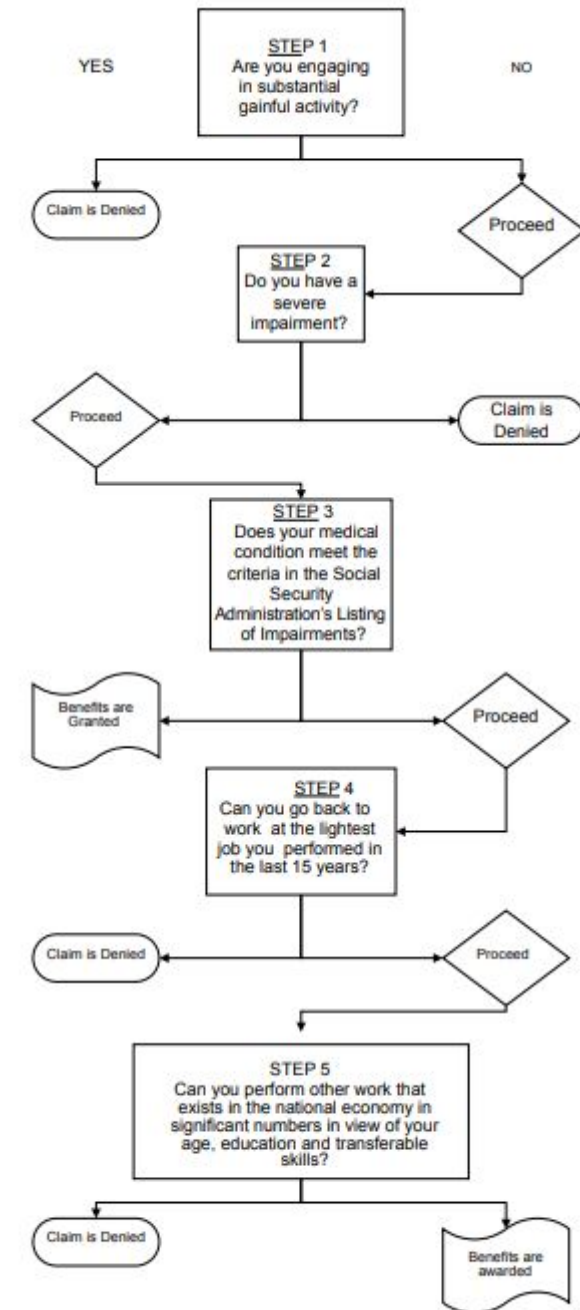 STEP 1
YES
Are you engaging
NO
in substantial
gainful activity?
Claim is Denied
Proceed
STEP 2
Do you have a
severe
impairment?
Proceed
Claim is
Denied
STEP 3
Does your medical
condition meet the
criteria in the Social
Security
Administration's Listing
of Impairments?
Benefits are
Granted
Proceed
STEP 4
Can you go back to
work at the lightest
job you performed in
the last 15 years?
Claim is Denied
Proceed
STEP 5
Can you perform other work that
exists in the national economy in
significant numbers in view of your
age, education and transferable
skills?
Claim is Denied
Benefits are
awarded